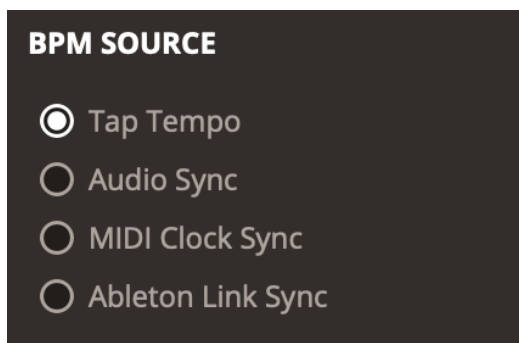 BPM SOURCE
Tap Tempo
Audio Sync
MIDI Clock Sync
Ableton Link Sync